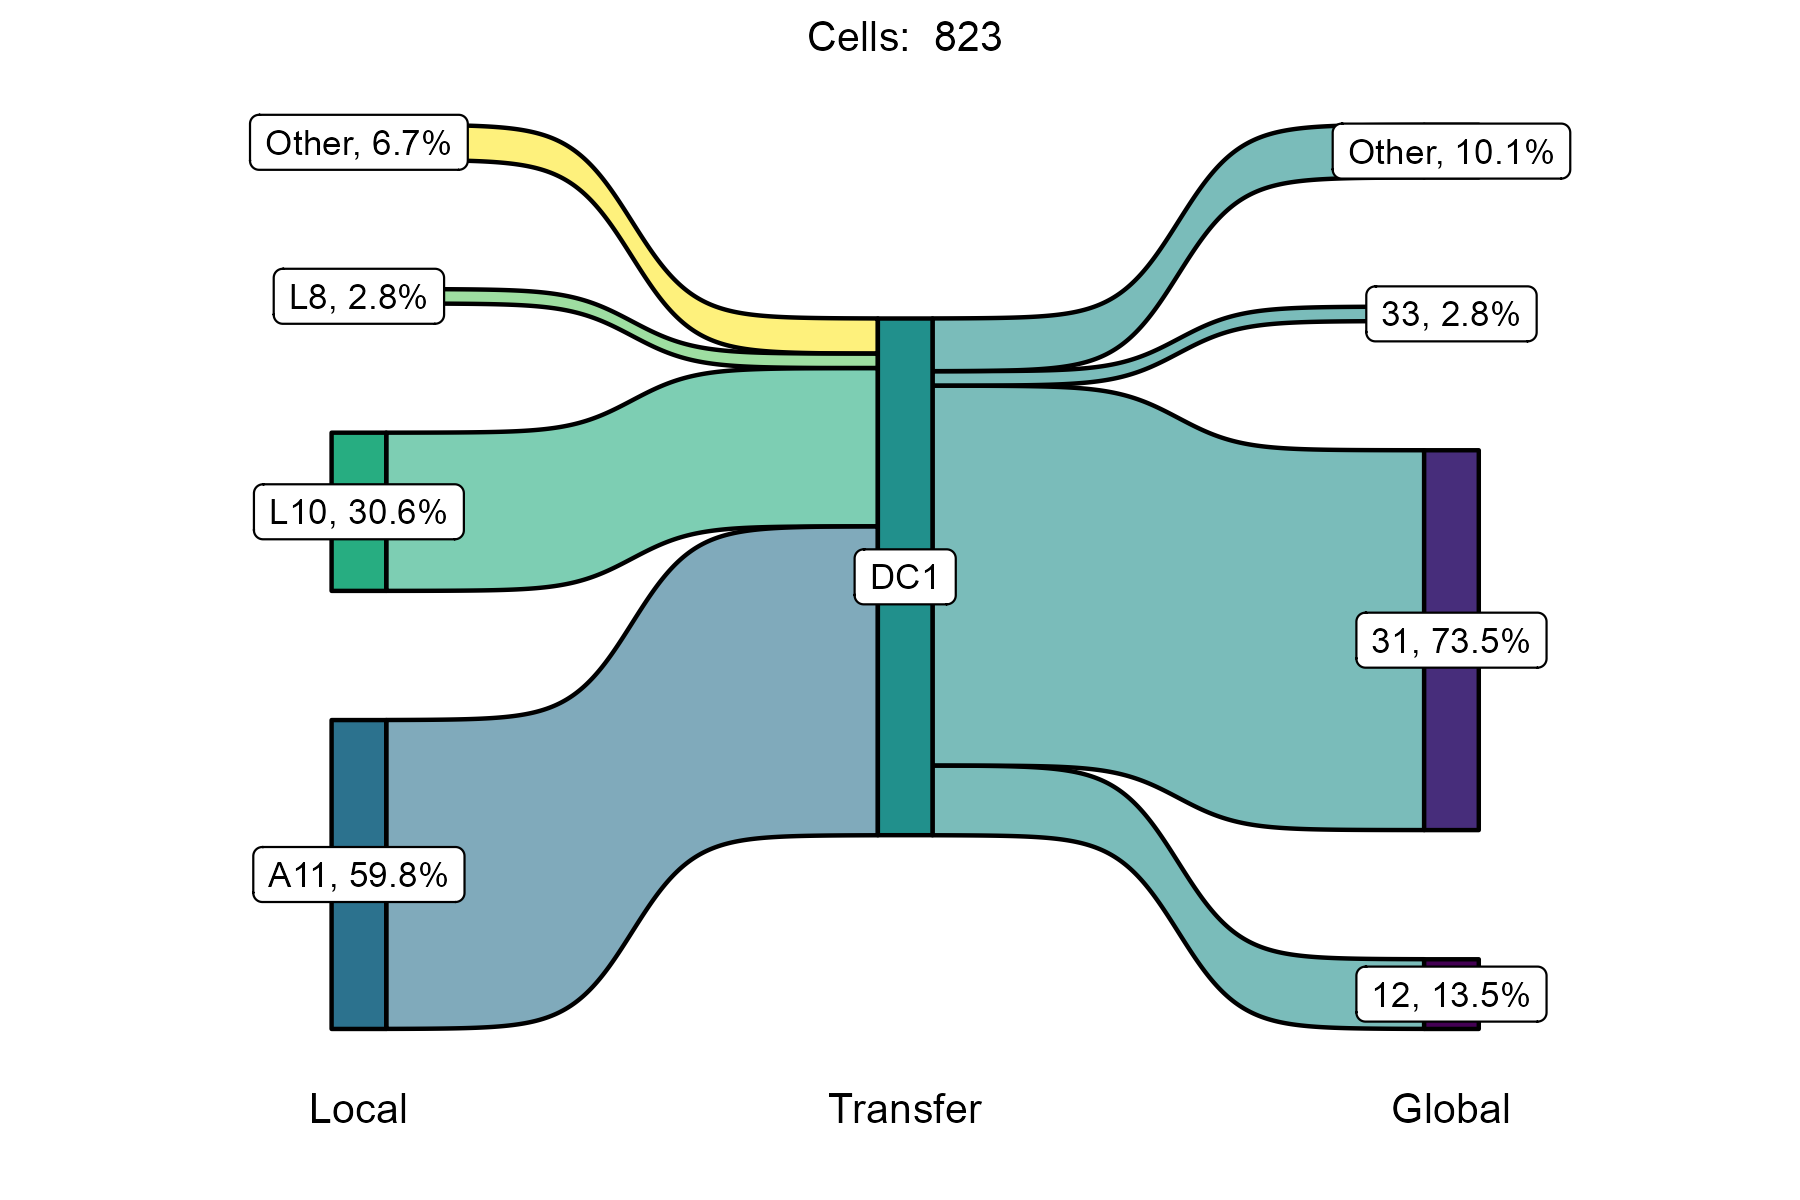 Cells: 823
Other, 6.7%
Other, 10.1%
L8, 2.8%
33, 2.8%
L10, 30.6%
DC1
31, 73.5%
A11, 59.8%
12, 13.5%
Local
Transfer
Global